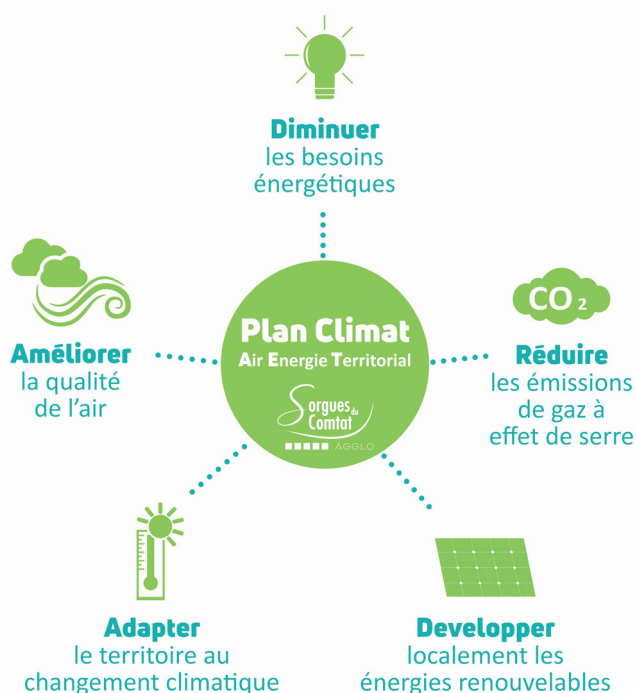 Diminuer
les besoins
énergétiques
Plan Climat
Air Energie Territorial
Sorgues du
Comtat
AGGLO
Améliorer
la qualité
de l'air
CO2
Réduire
les émissions
de gaz à
effet de serre
Adapter
le territoire au
changement climatique
Developper
localement les
énergies renouvelables